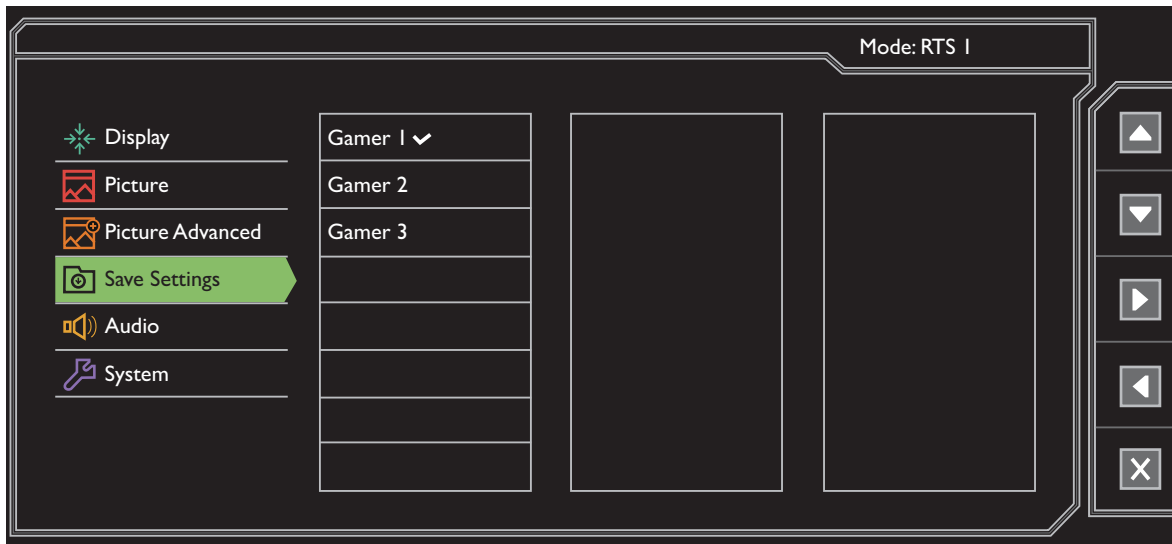 Mode: RTS 1
Display
Picture
Picture Advanced
Save Settings
Audio
System
Gamer 1
Gamer 2
Gamer 3